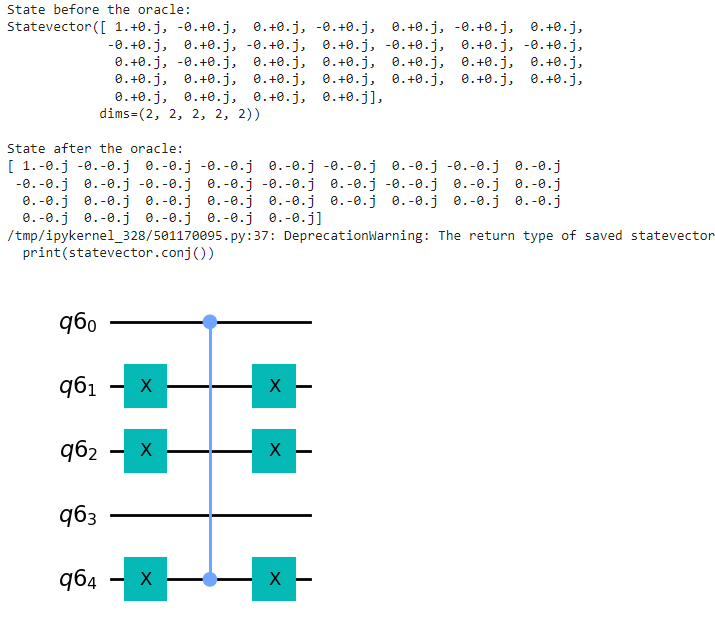 State before the oracle:
Statevector([ 1.+0.j, -0.+0.j,  0.+0.j, -0.+0.j,  0.+0.j, -0.+0.j,  0.+0.j,
             -0.+0.j,  0.+0.j, -0.+0.j,  0.+0.j, -0.+0.j,  0.+0.j, -0.+0.j,
              0.+0.j, -0.+0.j,  0.+0.j,  0.+0.j,  0.+0.j,  0.+0.j,  0.+0.j,
              0.+0.j,  0.+0.j,  0.+0.j,  0.+0.j,  0.+0.j,  0.+0.j,  0.+0.j,
              0.+0.j,  0.+0.j,  0.+0.j,  0.+0.j],
            dims=(2, 2, 2, 2, 2))
State after the oracle:
[ 1.-0.j -0.-0.j  0.-0.j -0.-0.j  0.-0.j -0.-0.j  0.-0.j -0.-0.j  0.-0.j
 -0.-0.j  0.-0.j -0.-0.j  0.-0.j -0.-0.j  0.-0.j -0.-0.j  0.-0.j  0.-0.j
  0.-0.j  0.-0.j  0.-0.j  0.-0.j  0.-0.j  0.-0.j  0.-0.j  0.-0.j  0.-0.j
  0.-0.j  0.-0.j  0.-0.j  0.-0.j  0.-0.j]
/tmp/ipykernel_328/501170095.py:37: DeprecationWarning: The return type of saved statevector
  print(statevector.conj())
q6₀
q6₁ X X
q6₂ X X
q6₃
q6₄ X X